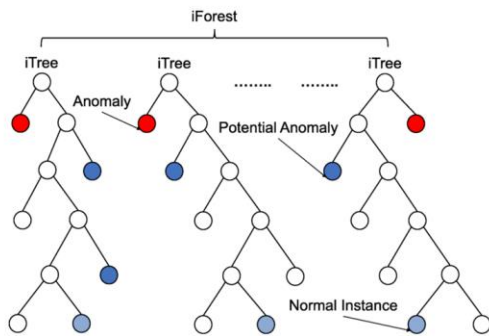 iForest
iTree iTree ........ ........ iTree
Anomaly
Potential Anomaly
Normal Instance